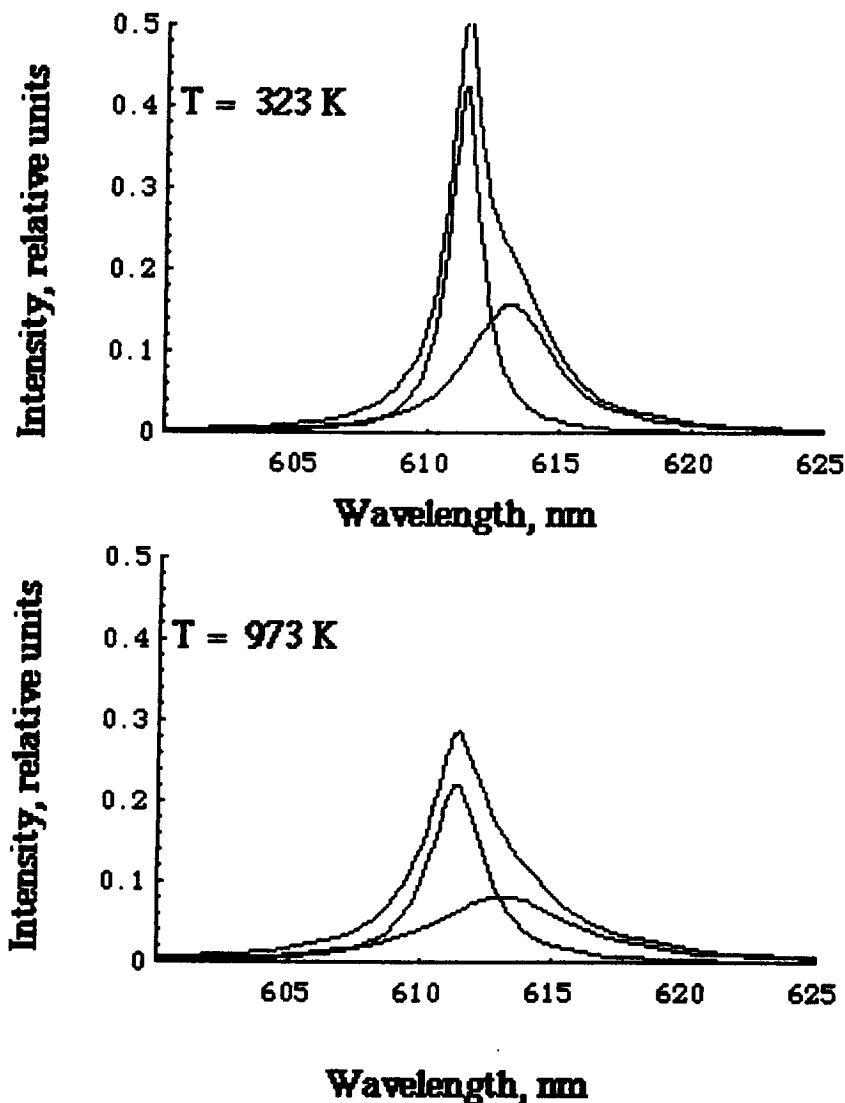 0.5
T = 323 K
0.4
0.3
0.2
0.1
0
Intensity, relative units
605 610 615 620 625
Wavelength, nm
0.5
T = 973 K
0.4
0.3
0.2
0.1
0
Intensity, relative units
605 610 615 620 625
Wavelength, nm